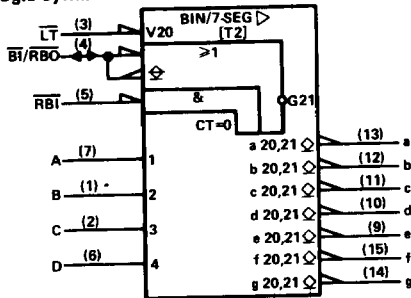 BIN/7-SEG ▷
[T2]
LT (3) V20
BI/RBO (4) ≥1
RBI (5) &
G21
CT=0
A (7) 1
B (1) 2
C (2) 3
D (6) 4
a 20,21 (13) a
b 20,21 (12) b
c 20,21 (11) c
d 20,21 (10) d
e 20,21 (9) e
f 20,21 (15) f
g 20,21 (14) g